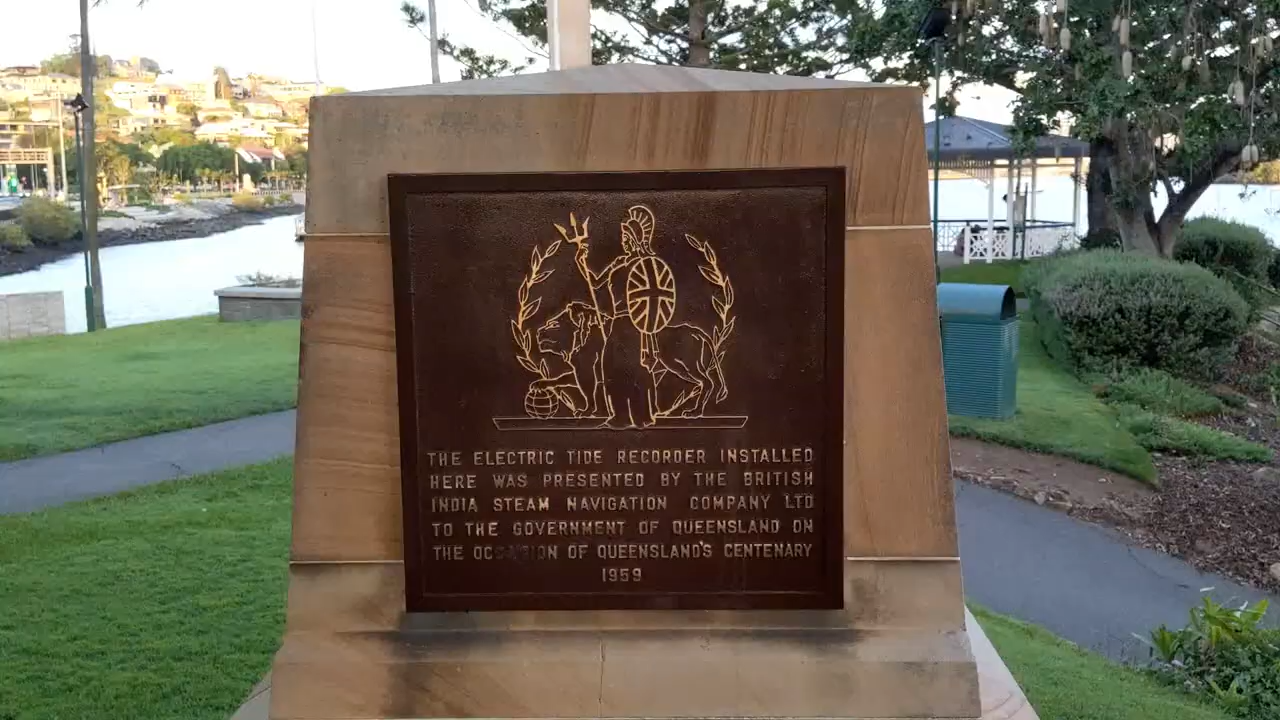 THE ELECTRIC TIDE RECORDER INSTALLED
HERE WAS PRESENTED BY THE BRITISH
INDIA STEAM NAVIGATION COMPANY LTD
TO THE GOVERNMENT OF QUEENSLAND ON
THE OCCASION OF QUEENSLAND'S CENTENARY
1959